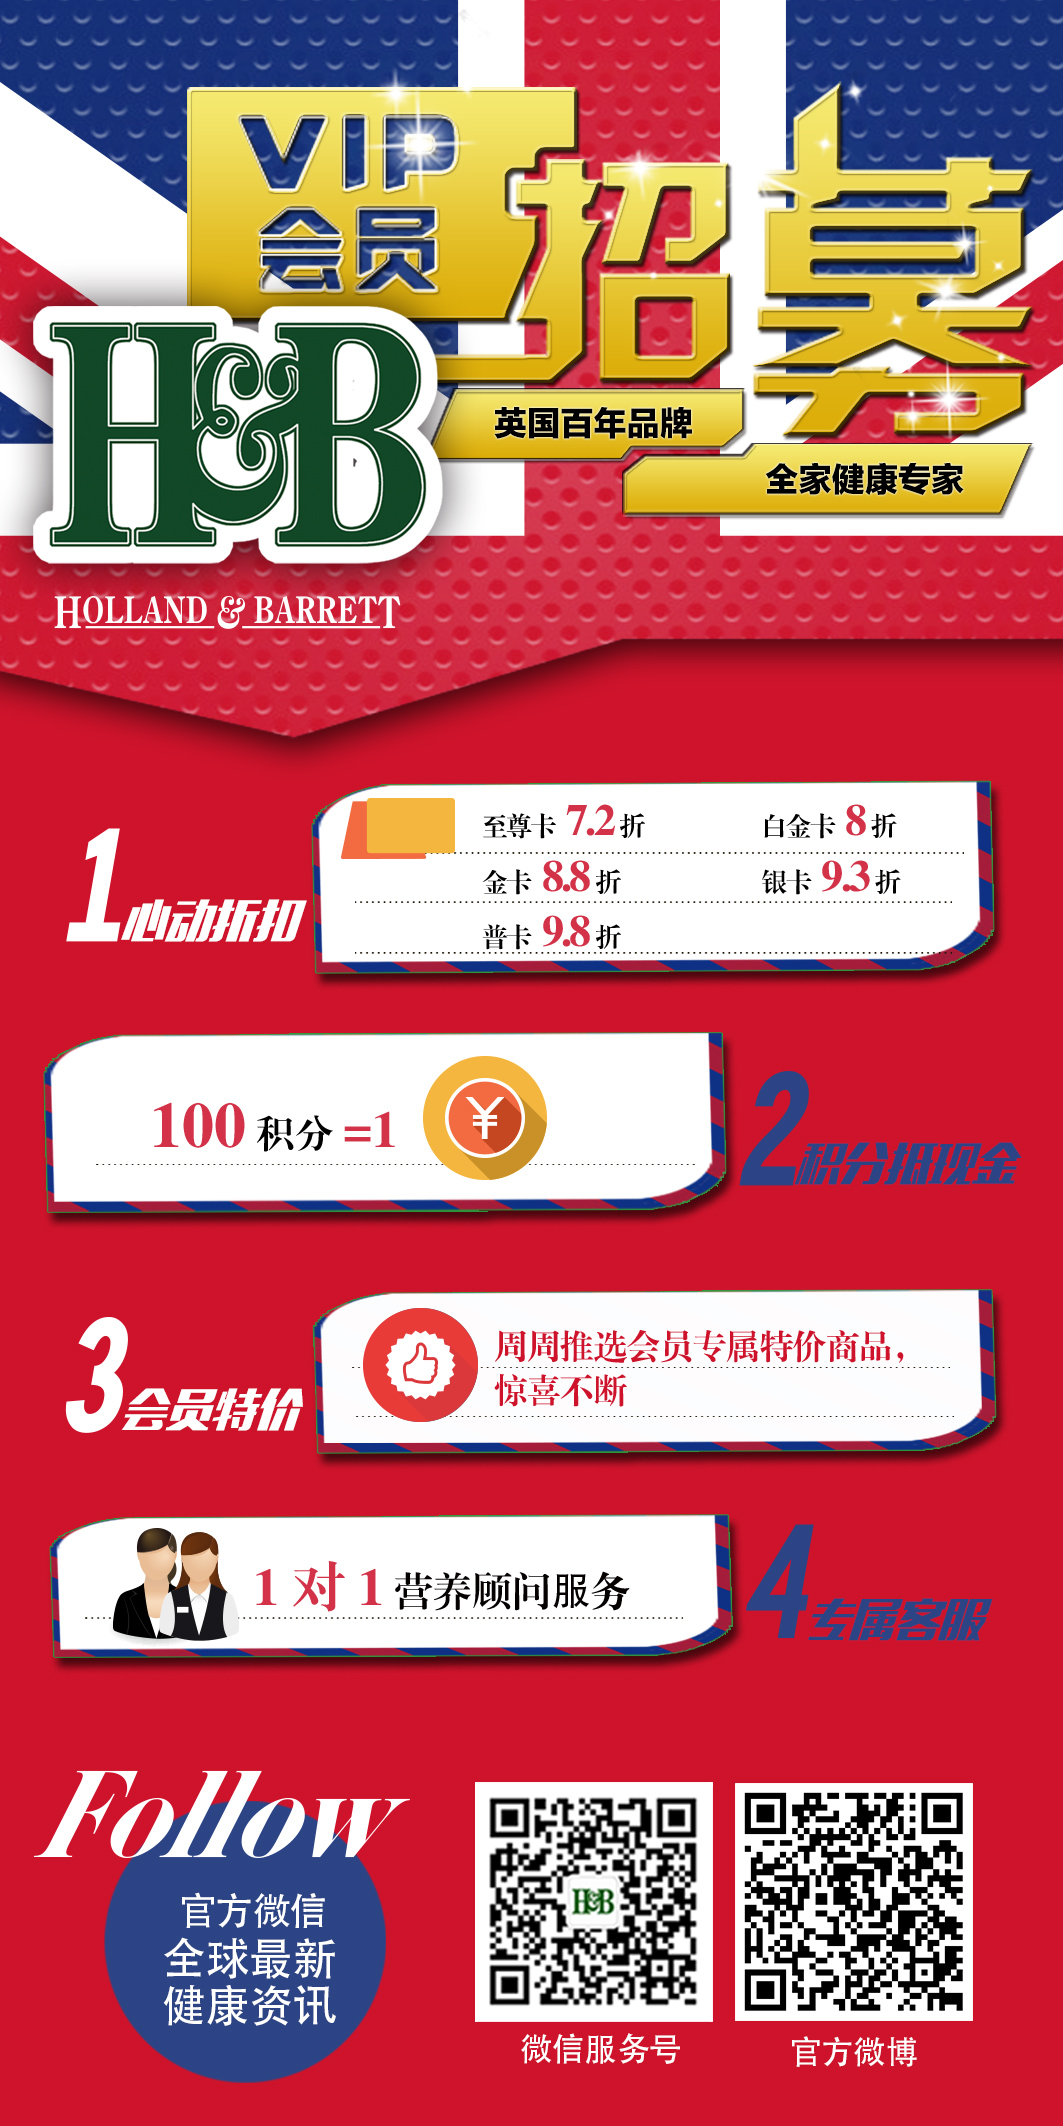 VIP
会员
招募
H&B
英国百年品牌
全家健康专家
HOLLAND & BARRETT
1心动折扣
至尊卡 7.2折 白金卡 8折
金卡 8.8折 银卡 9.3折
普卡 9.8折
100积分=1 ¥
2积分抵现金
3会员特价
周周推选会员专属特价商品，
惊喜不断
1对1营养顾问服务
4专属客服
Follow
官方微信
全球最新
健康资讯
H&B
微信服务号
官方微博